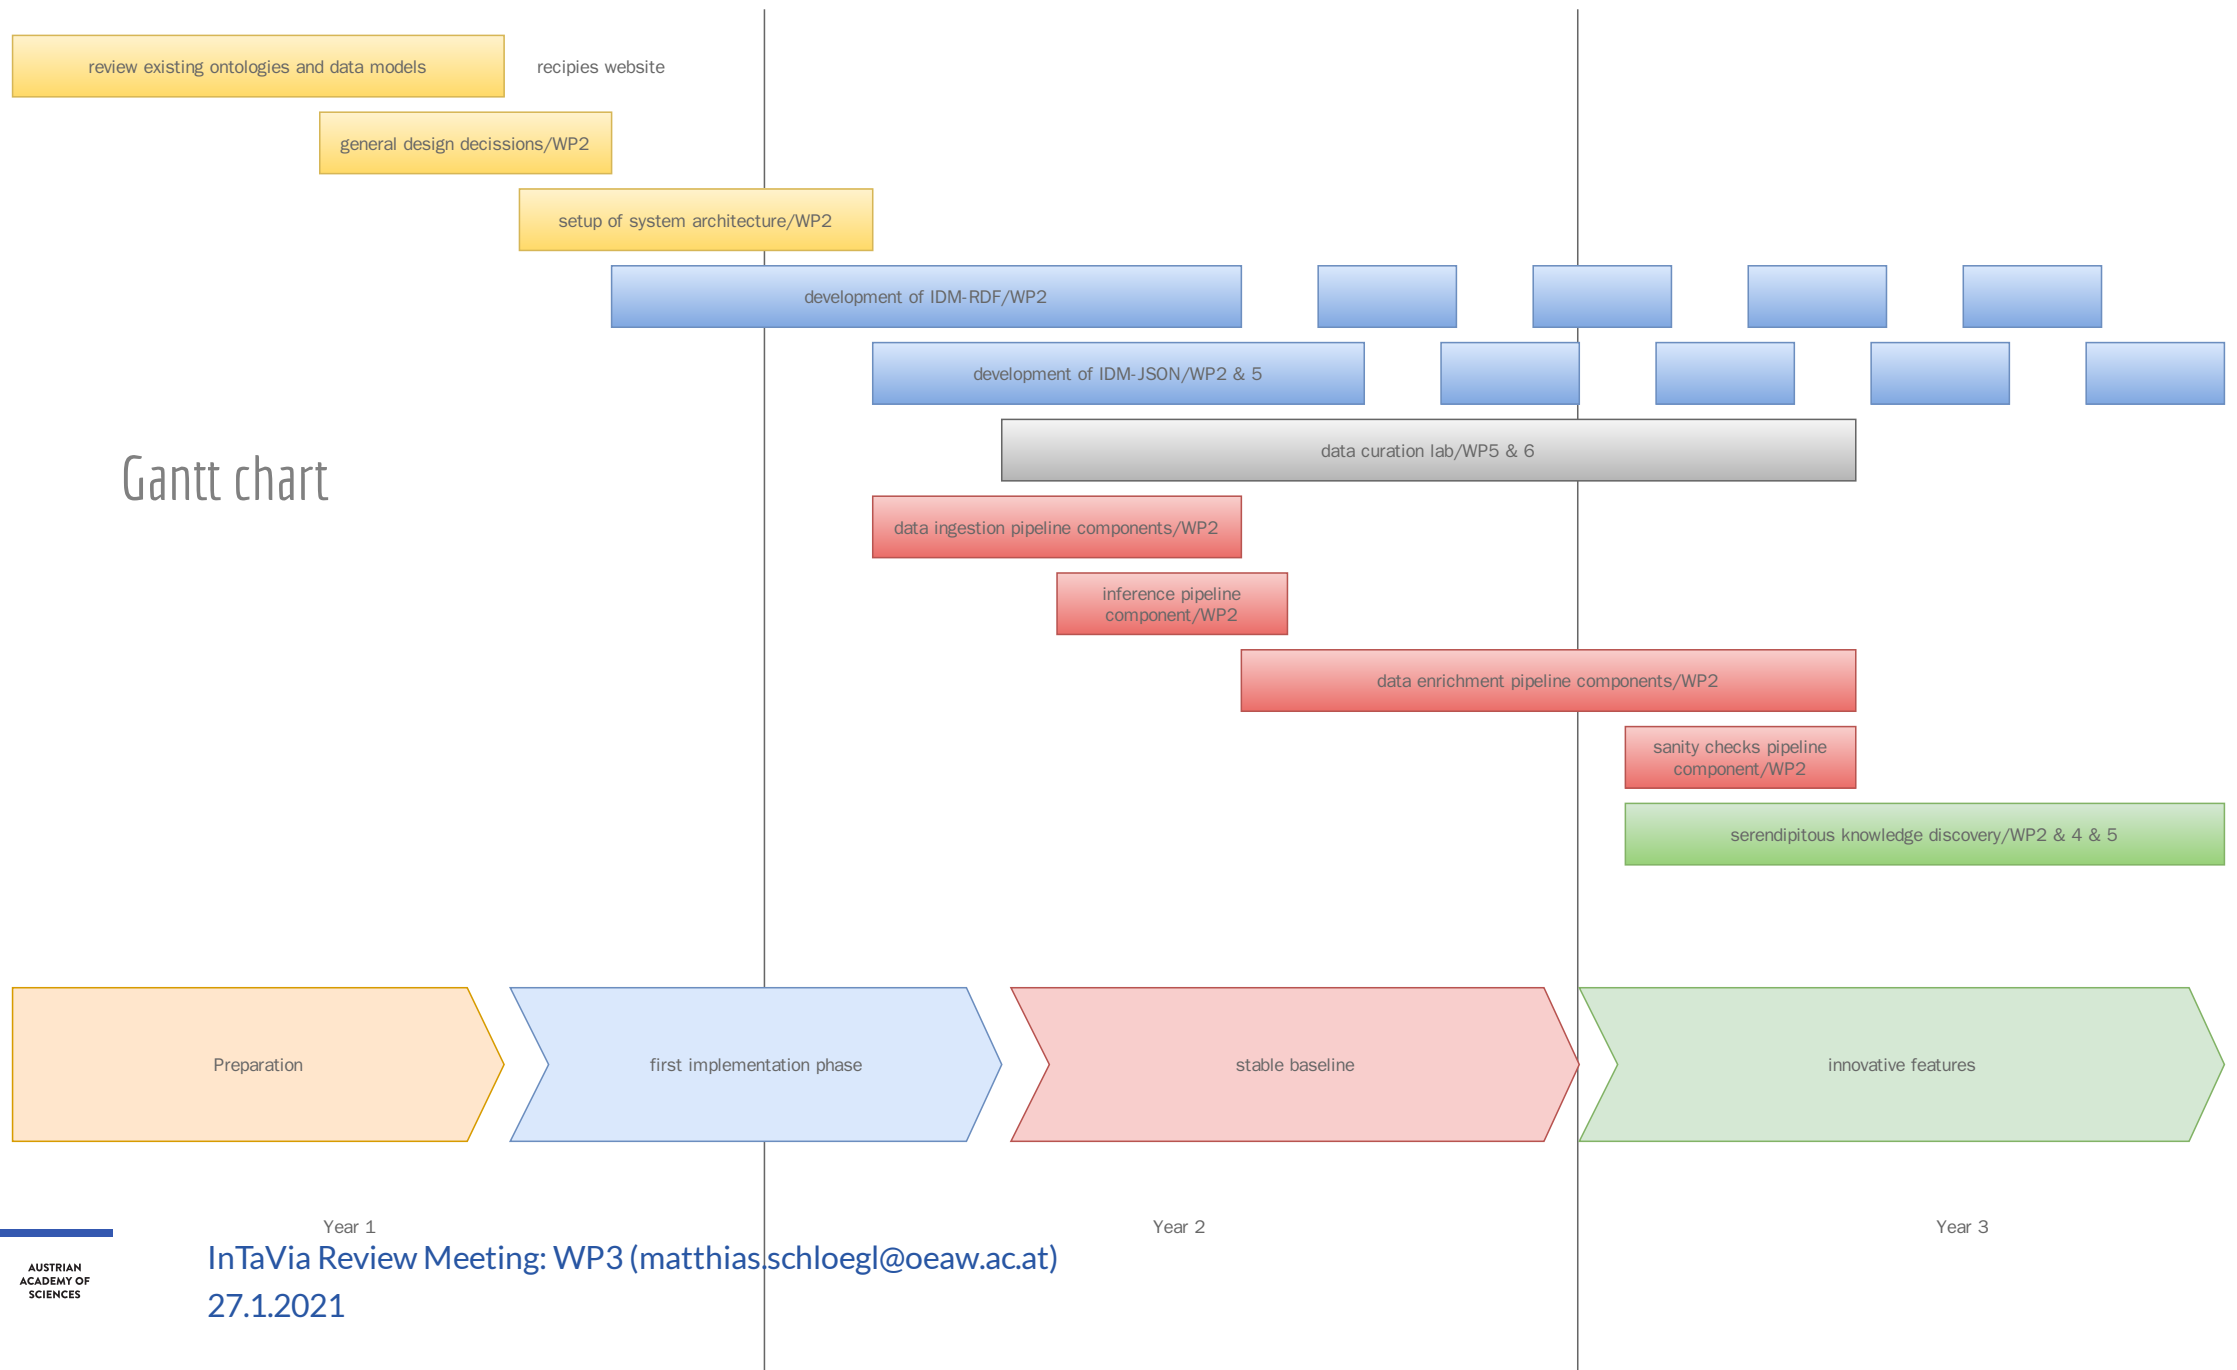 review existing ontologies and data models
recipies website
general design decissions/WP2
setup of system architecture/WP2
development of IDM-RDF/WP2
development of IDM-JSON/WP2 & 5
data curation lab/WP5 & 6
Gantt chart
data ingestion pipeline components/WP2
inference pipeline
component/WP2
data enrichment pipeline components/WP2
sanity checks pipeline
component/WP2
serendipitous knowledge discovery/WP2 & 4 & 5
Preparation
first implementation phase
stable baseline
innovative features
Year 1
Year 2
Year 3
InTaVia Review Meeting: WP3 (matthias.schloegl@oeaw.ac.at)
27.1.2021
AUSTRIAN
ACADEMY OF
SCIENCES